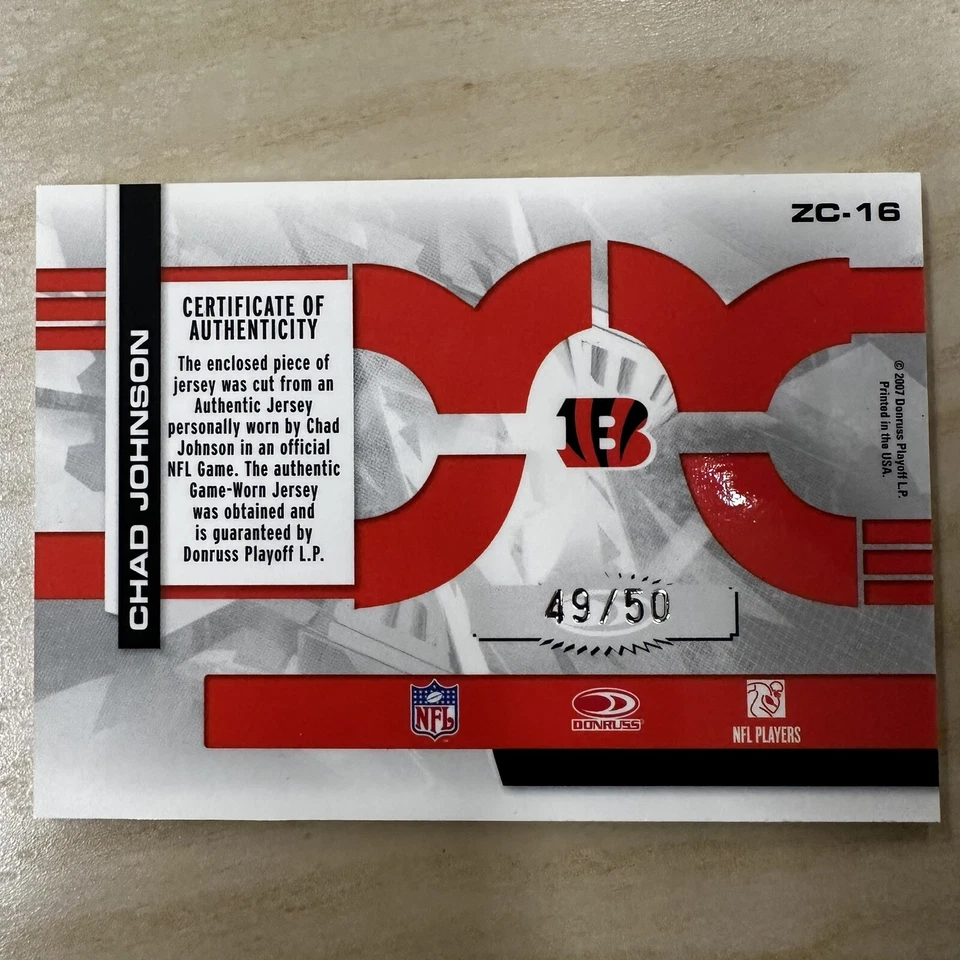 ZC-16
CHAD JOHNSON
CERTIFICATE OF
AUTHENTICITY
The enclosed piece of
jersey was cut from an
Authentic Jersey
personally worn by Chad
Johnson in an official
NFL Game. The authentic
Game-Worn Jersey
was obtained and
is guaranteed by
Donruss Playoff L.P.
B
© 2007 Donruss Playoff L.P.
Printed in the USA.
49/50
NFL
DONRUSS
NFL PLAYERS